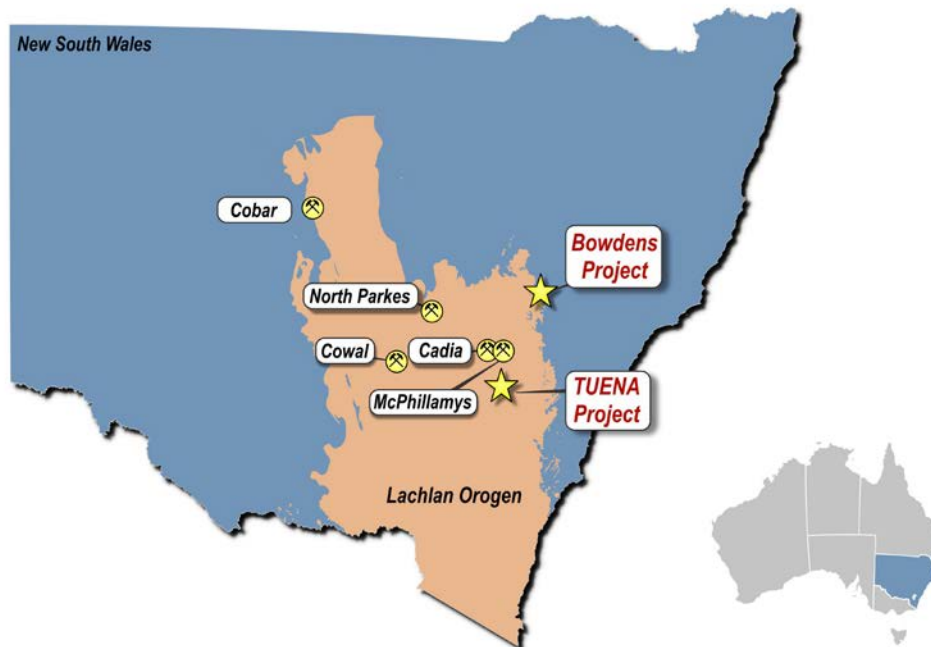 New South Wales
Cobar
Bowdens
Project
North Parkes
Cowal
Cadia
McPhillamys
TUENA
Project
Lachlan Orogen